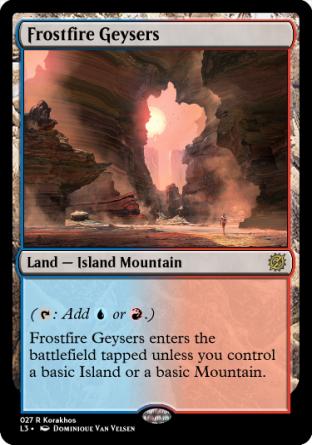 Frostfire Geysers
Land — Island Mountain
( : Add or .)
Frostfire Geysers enters the
battlefield tapped unless you control
a basic Island or a basic Mountain.
027 R Korakhos
L3 • Dominique Van Velsen